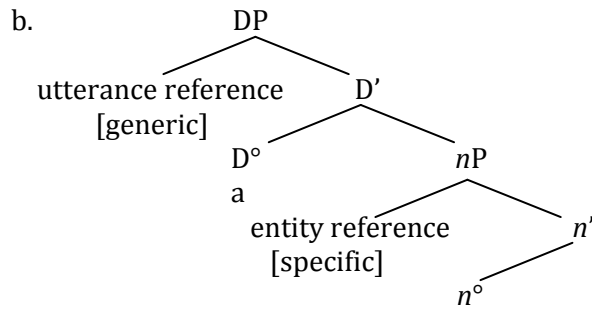 b. DP
utterance reference D’
[generic]
D° nP
a
entity reference n’
[specific]
n°